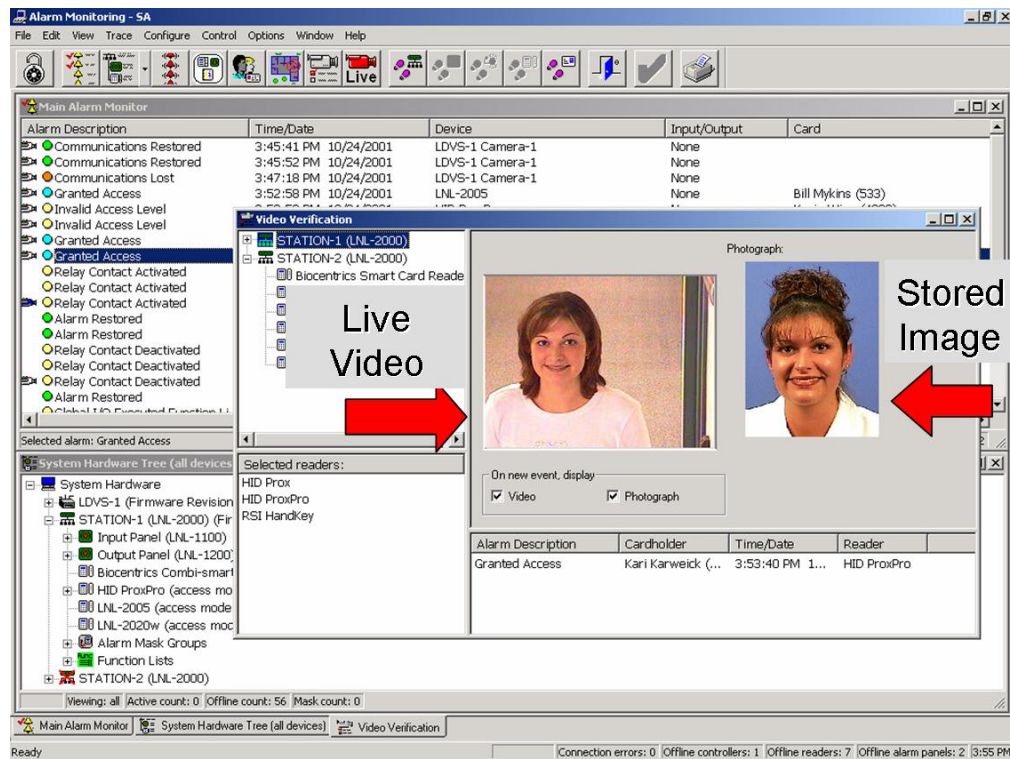 Alarm Monitoring - SA
File Edit View Trace Configure Control Options Window Help
Live
Main Alarm Monitor
Alarm Description Time/Date Device Input/Output Card
Communications Restored 3:45:41 PM 10/24/2001 LDVS-1 Camera-1 None
Communications Restored 3:45:52 PM 10/24/2001 LDVS-1 Camera-1 None
Communications Lost 3:47:18 PM 10/24/2001 LDVS-1 Camera-1 None
Granted Access 3:52:58 PM 10/24/2001 LNL-2005 None Bill Mykins (533)
Invalid Access Level
Invalid Access Level
Granted Access
Granted Access
Relay Contact Activated
Relay Contact Activated
Relay Contact Activated
Alarm Restored
Alarm Restored
Relay Contact Deactivated
Relay Contact Deactivated
Relay Contact Deactivated
Alarm Restored
Selected alarm: Granted Access
Video Verification
STATION-1 (LNL-2000)
STATION-2 (LNL-2000)
Biocentrics Smart Card Reade
Live
Video
Photograph:
Stored
Image
Selected readers:
HID Prox
HID ProxPro
RSI HandKey
On new event, display
Video Photograph
Alarm Description Cardholder Time/Date Reader
Granted Access Kari Karweick (... 3:53:40 PM 1... HID ProxPro
System Hardware Tree (all devices
System Hardware
LDVS-1 (Firmware Revision
STATION-1 (LNL-2000) (Fir
Input Panel (LNL-1100)
Output Panel (LNL-1200)
Biocentrics Combi-smart
HID ProxPro (access mo
LNL-2005 (access mode
LNL-2020w (access mod
Alarm Mask Groups
Function Lists
STATION-2 (LNL-2000)
Viewing: all Active count: 0 Offline count: 56 Mask count: 0
Main Alarm Monitor System Hardware Tree (all devices) Video Verification
Ready Connection errors: 0 Offline controllers: 1 Offline readers: 7 Offline alarm panels: 2 3:55 PM